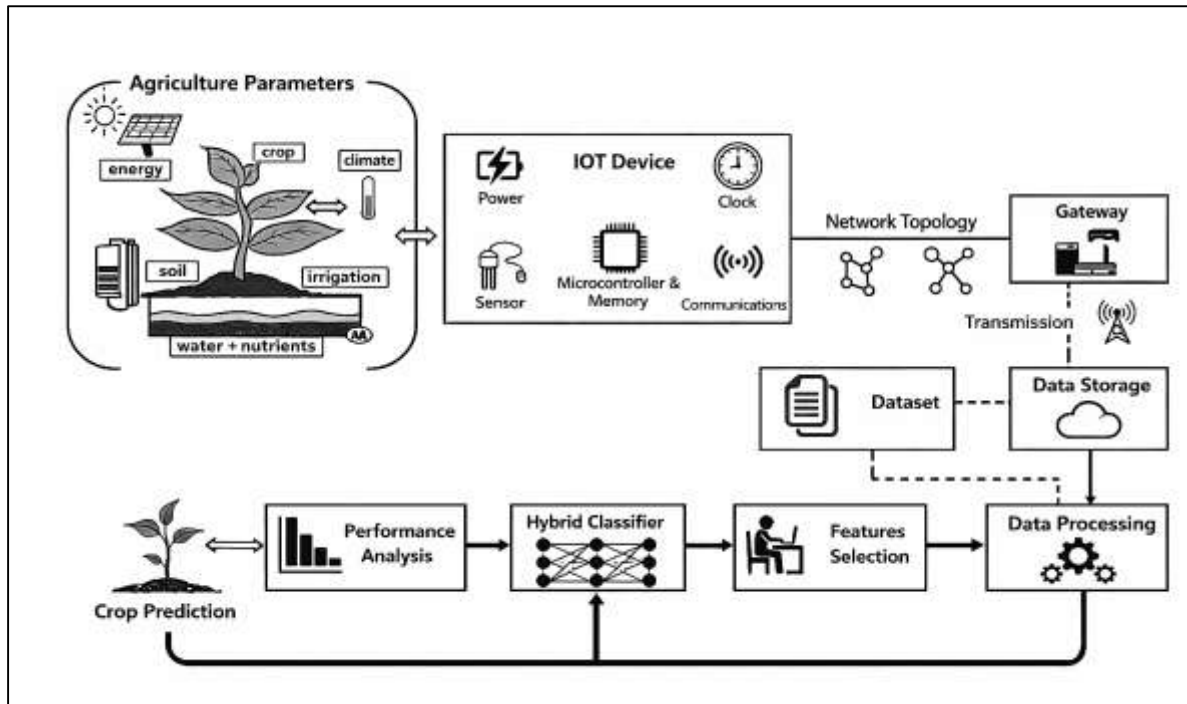 Agriculture Parameters
energy
crop
climate
soil
irrigation
AA
water + nutrients
IOT Device
Power
Clock
Sensor
Microcontroller &
Memory
Communications
Network Topology
Gateway
Transmission
Dataset
Data Storage
Crop Prediction
Performance
Analysis
Hybrid Classifier
Features
Selection
Data Processing